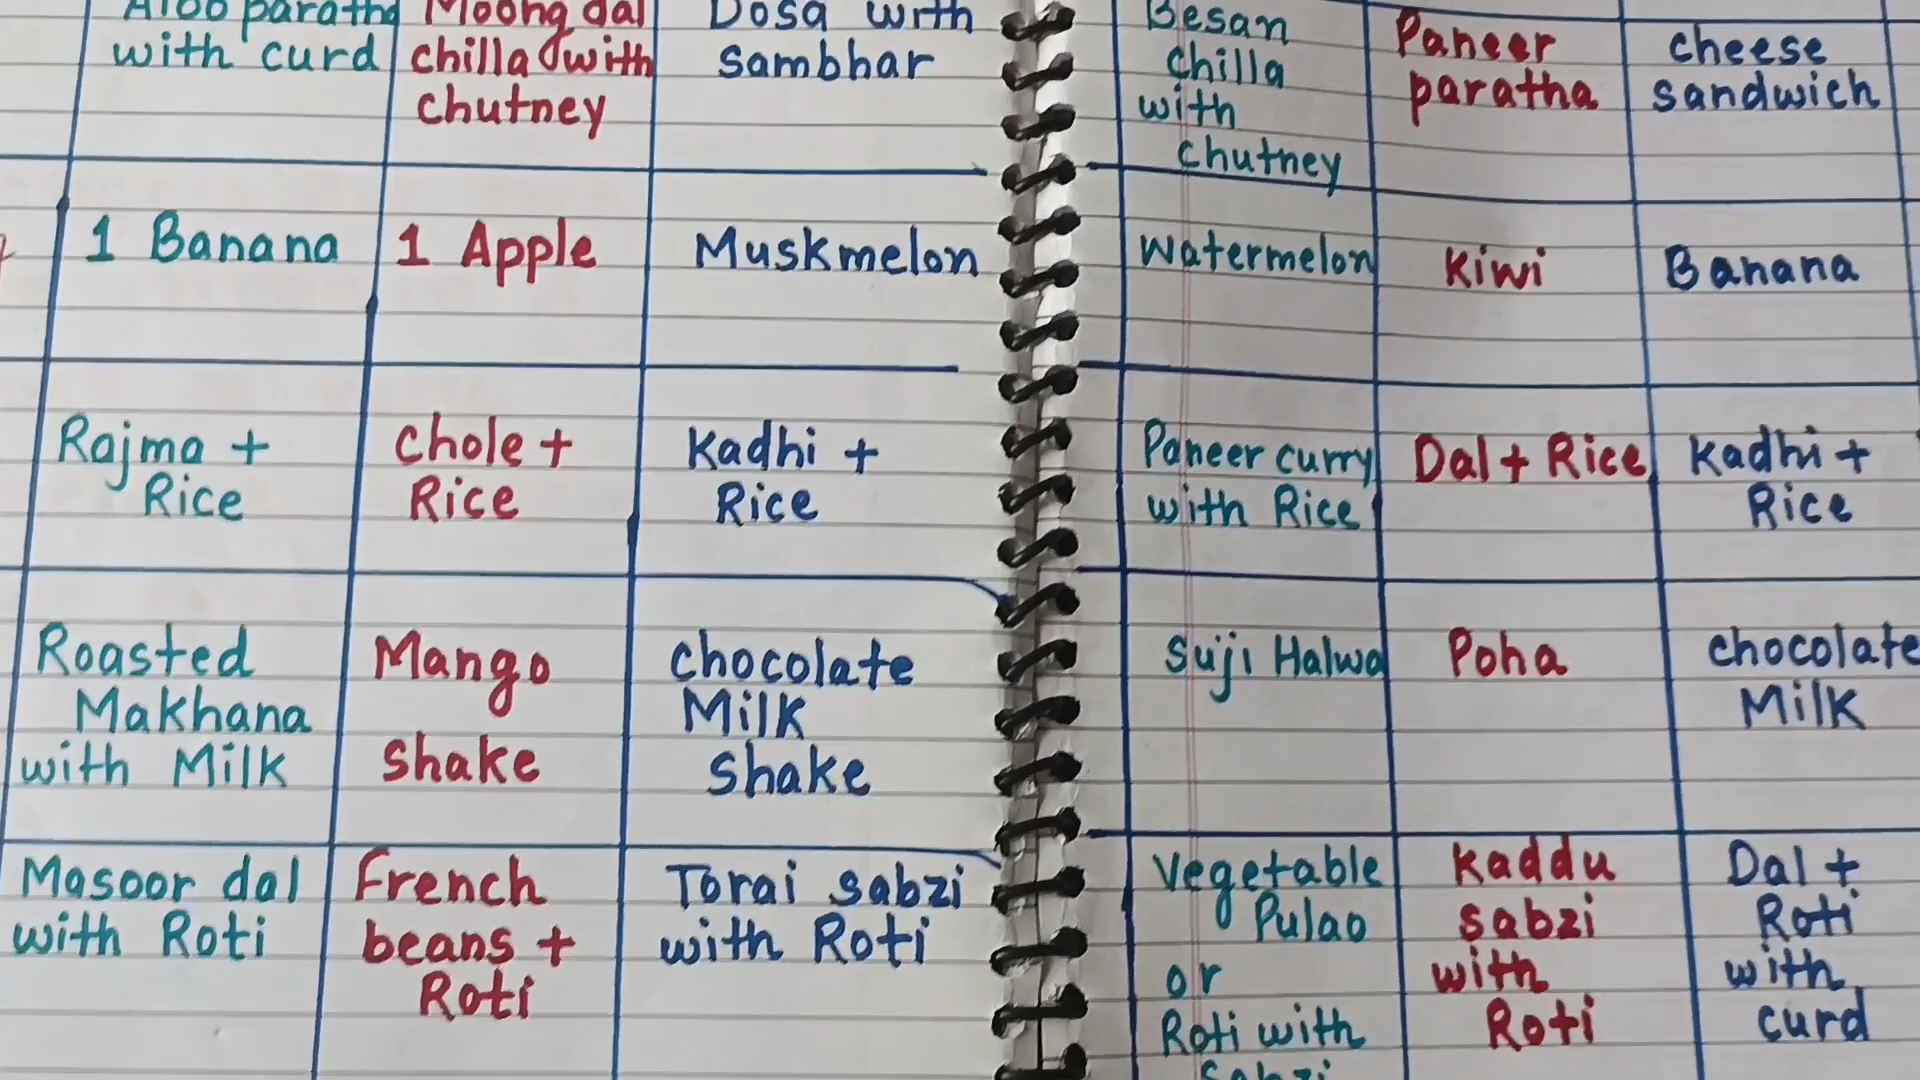 Aloo paratha
with curd
Moong dal
chilla with
chutney
Dosa with
Sambhar
Besan
chilla
with
chutney
Paneer
paratha
cheese
sandwich
1 Banana
1 Apple
Muskmelon
Watermelon
Kiwi
Banana
Rajma +
Rice
Chole +
Rice
Kadhi +
Rice
Paneer curry
with Rice
Dal + Rice
Kadhi +
Rice
Roasted
Makhana
with Milk
Mango
Shake
Chocolate
Milk
Shake
Suji Halwa
Poha
chocolate
Milk
Masoor dal
with Roti
French
beans +
Roti
Torai sabzi
with Roti
Vegetable
Pulao
or
Roti with
Sabzi
Kaddu
sabzi
with
Roti
Dal +
Roti
with
curd